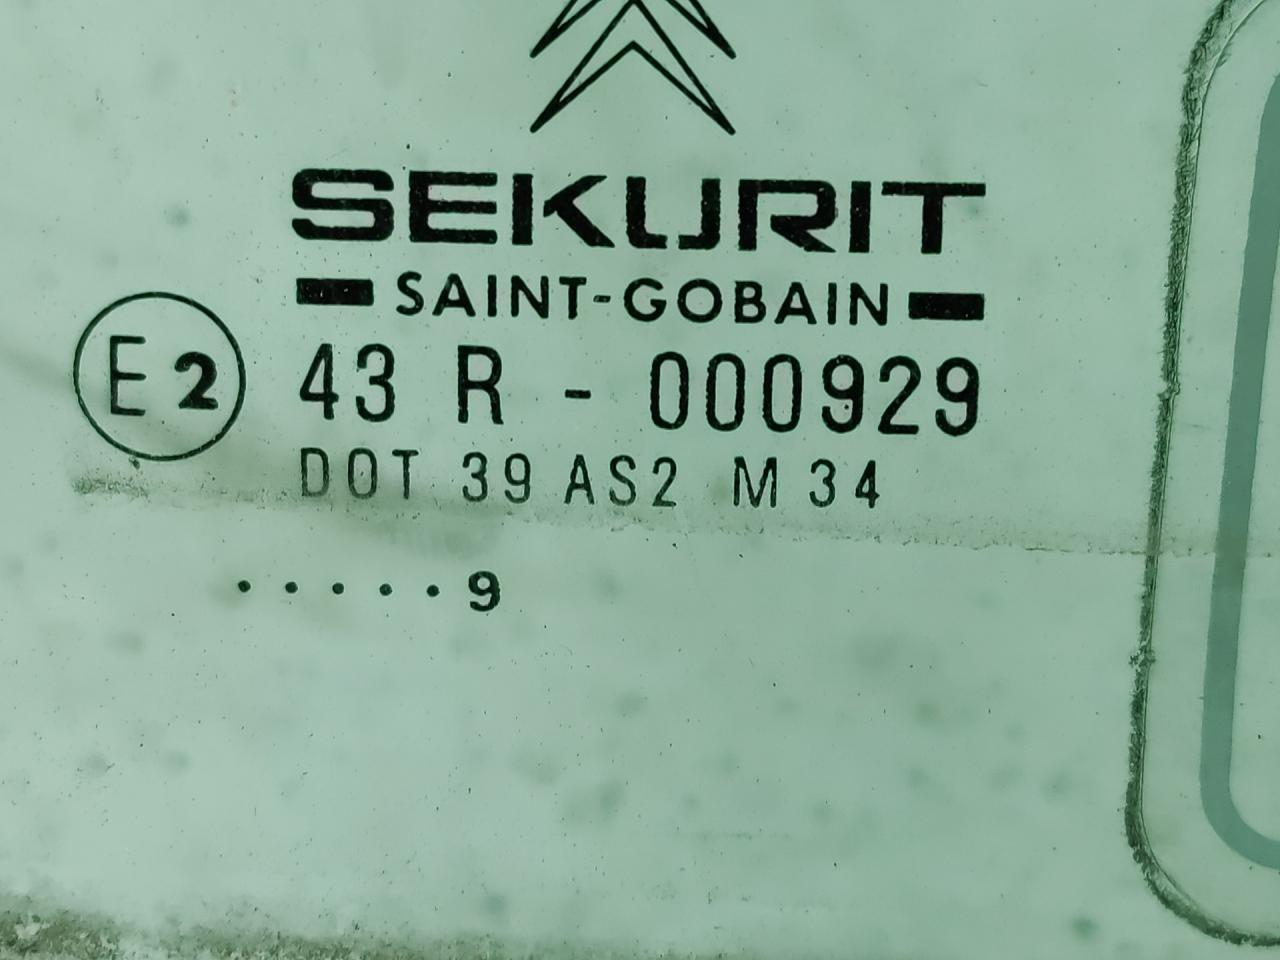 SEKURIT
SAINT-GOBAIN
E2 43 R - 000929
DOT 39 AS2 M 34
.....9